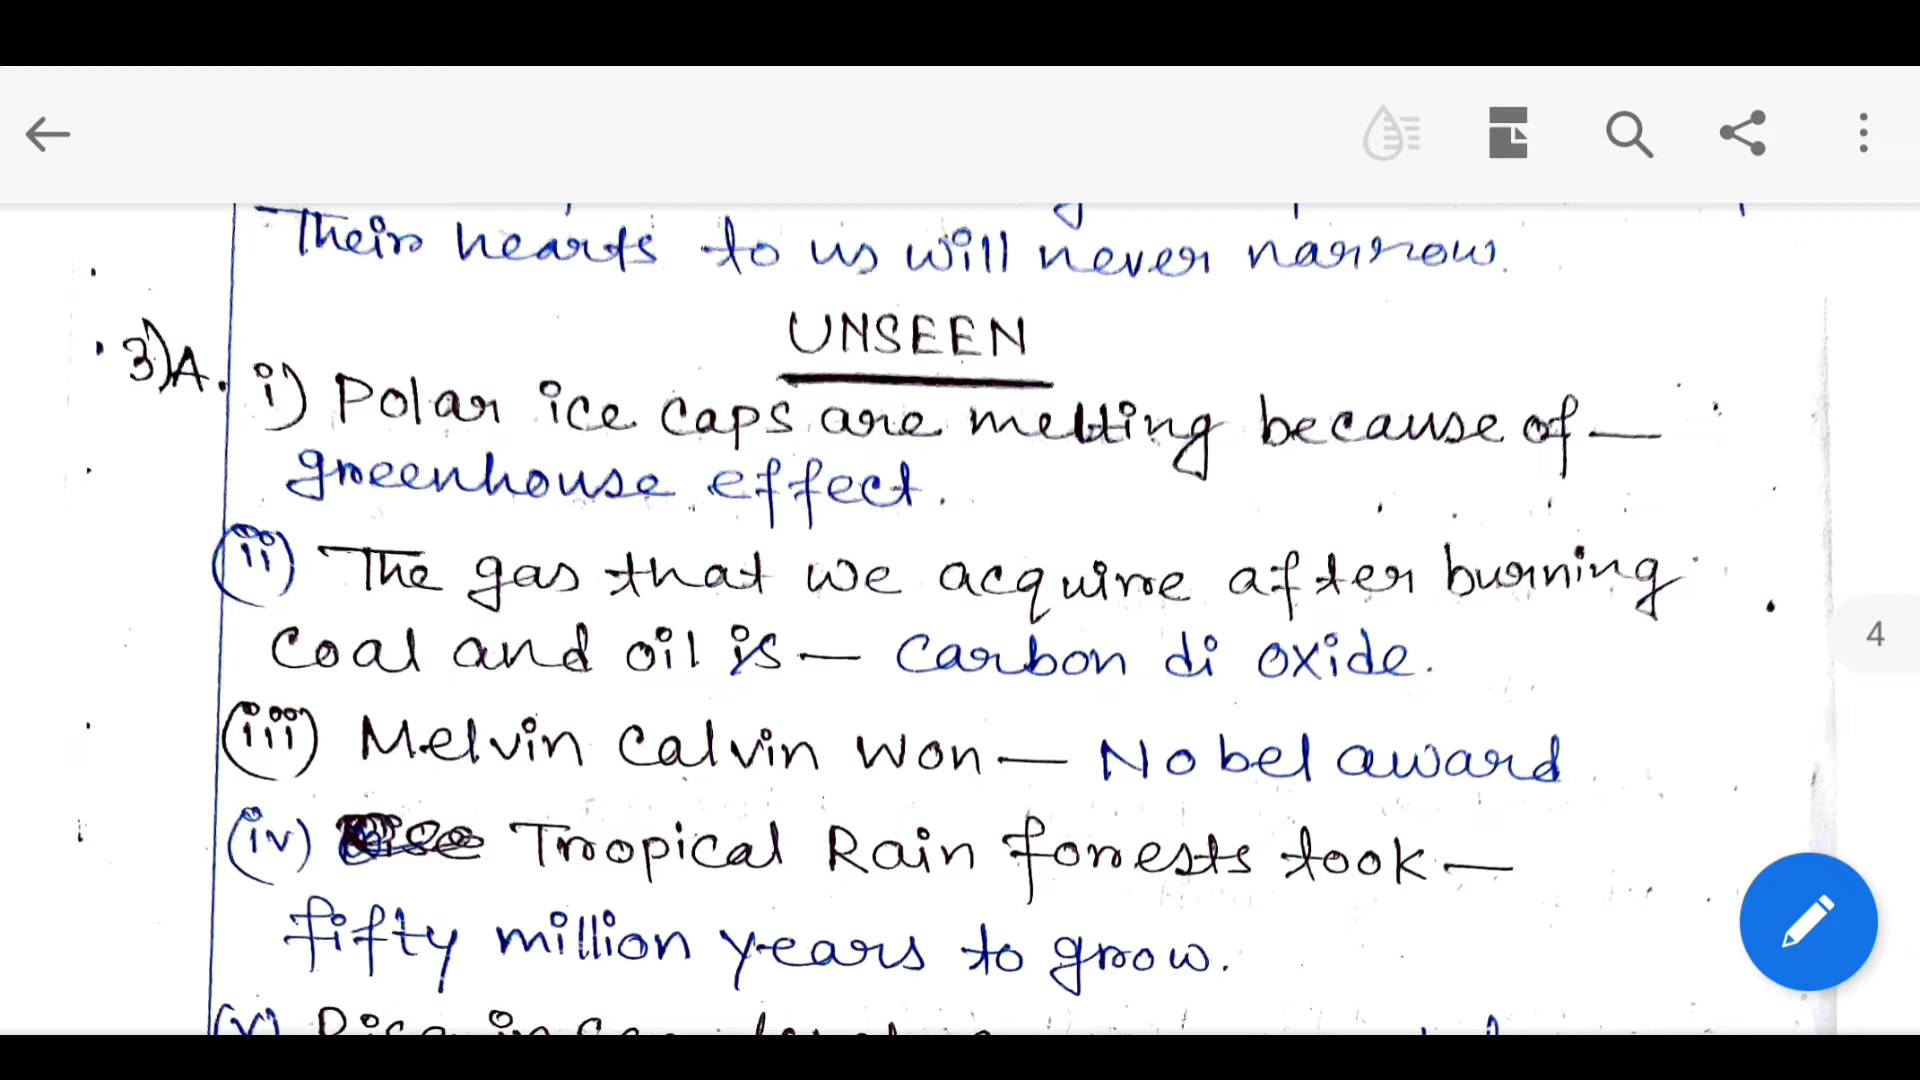 Their hearts to us will never narrow.
UNSEEN
3)A. i) Polar ice caps are melting because of —
greenhouse effect.
(ii) The gas that we acquire after burning
coal and oil is — Carbon di oxide.
(iii) Melvin Calvin won — Nobel award
(iv) Tropical Rain forests took —
fifty million years to grow.
(v)
4